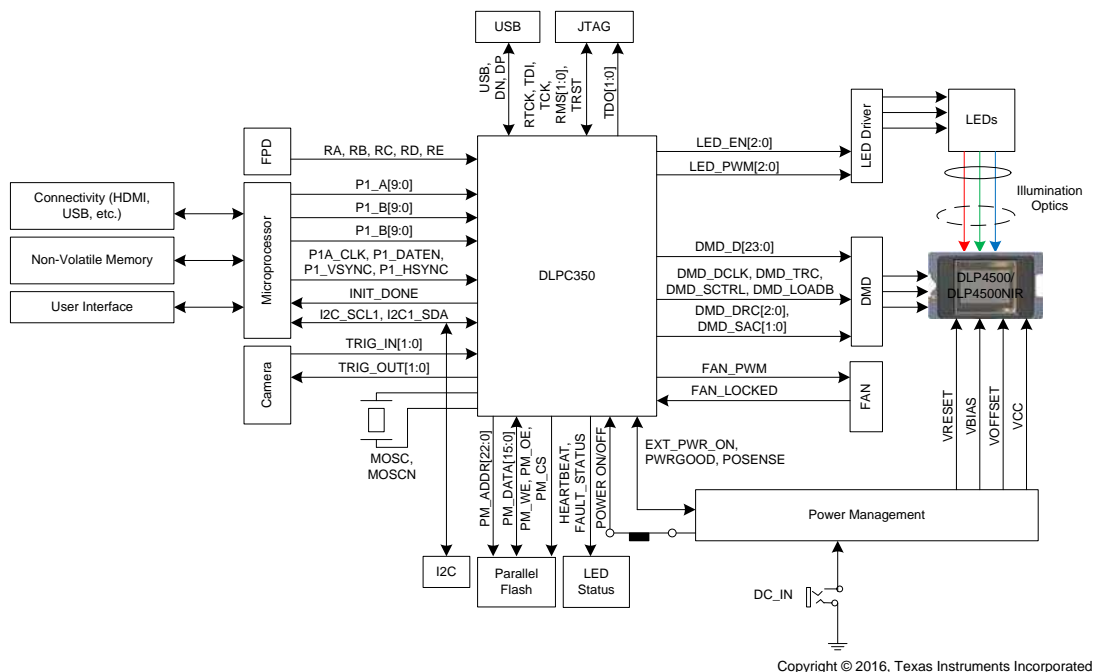 USB
JTAG
USB,
DN, DP
RTCK, TDI,
TCK,
RMS[1:0],
TRST
TDO[1:0]
FPD
RA, RB, RC, RD, RE
LED_EN[2:0]
LED_PWM[2:0]
LED Driver
LEDs
Illumination
Optics
Connectivity (HDMI,
USB, etc.)
Non-Volatile Memory
User Interface
Microprocessor
P1_A[9:0]
P1_B[9:0]
P1_B[9:0]
P1A_CLK, P1_DATEN,
P1_VSYNC, P1_HSYNC
INIT_DONE
I2C_SCL1, I2C1_SDA
DLPC350
DMD_D[23:0]
DMD_DCLK, DMD_TRC,
DMD_SCTRL, DMD_LOADB
DMD_DRC[2:0],
DMD_SAC[1:0]
DMD
DLP4500/
DLP4500NIR
Camera
TRIG_IN[1:0]
TRIG_OUT[1:0]
FAN_PWM
FAN_LOCKED
FAN
VRESET
VBIAS
VOFFSET
VCC
MOSC,
MOSCN
PM_ADDR[22:0]
PM_DATA[15:0]
PM_WE, PM_OE,
PM_CS
HEARTBEAT,
FAULT_STATUS
POWER ON/OFF
EXT_PWR_ON,
PWRGOOD, POSENSE
Power Management
I2C
Parallel
Flash
LED
Status
DC_IN
Copyright © 2016, Texas Instruments Incorporated